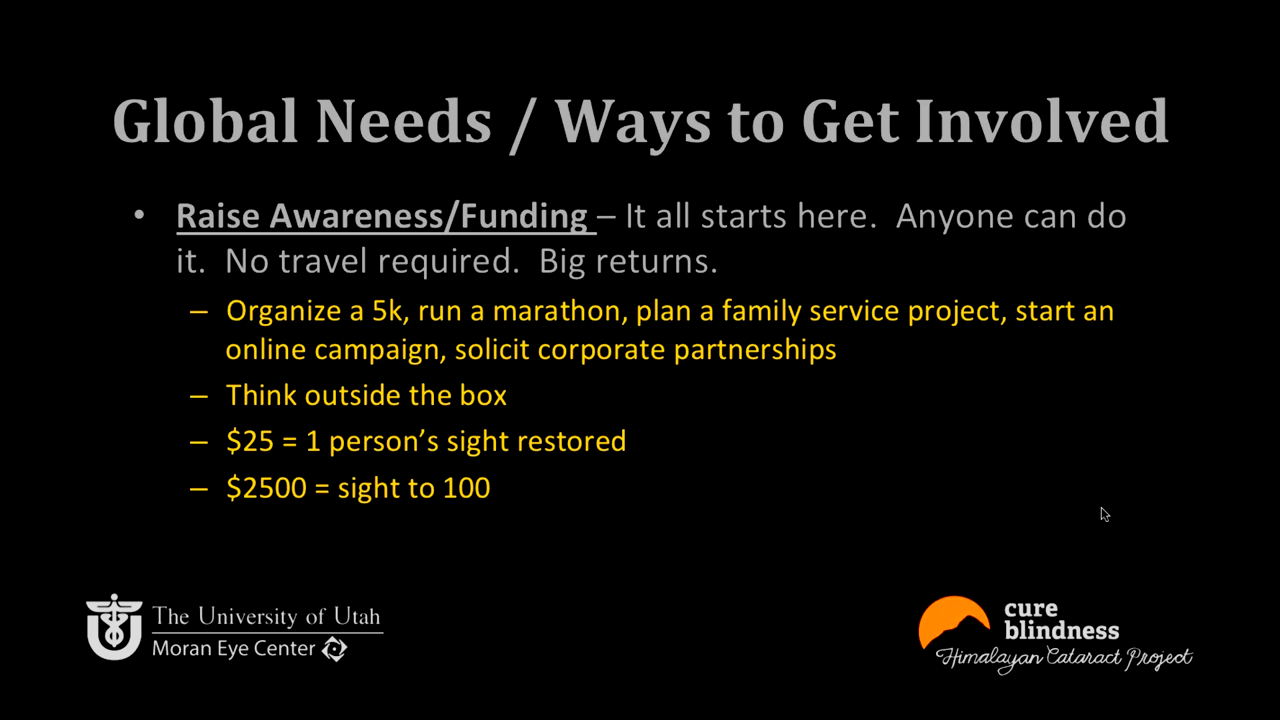 Global Needs / Ways to Get Involved
• Raise Awareness/Funding – It all starts here. Anyone can do
it. No travel required. Big returns.
– Organize a 5k, run a marathon, plan a family service project, start an
online campaign, solicit corporate partnerships
– Think outside the box
– $25 = 1 person’s sight restored
– $2500 = sight to 100
The University of Utah
Moran Eye Center
cure
blindness
Himalayan Cataract Project